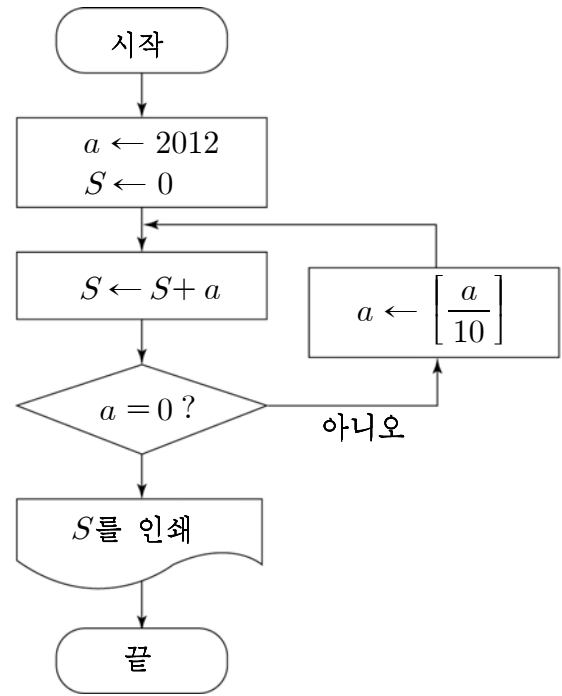 시작
a ← 2012
S ← 0
S ← S + a
a ← [a/10]
a = 0 ?
아니오
S를 인쇄
끝